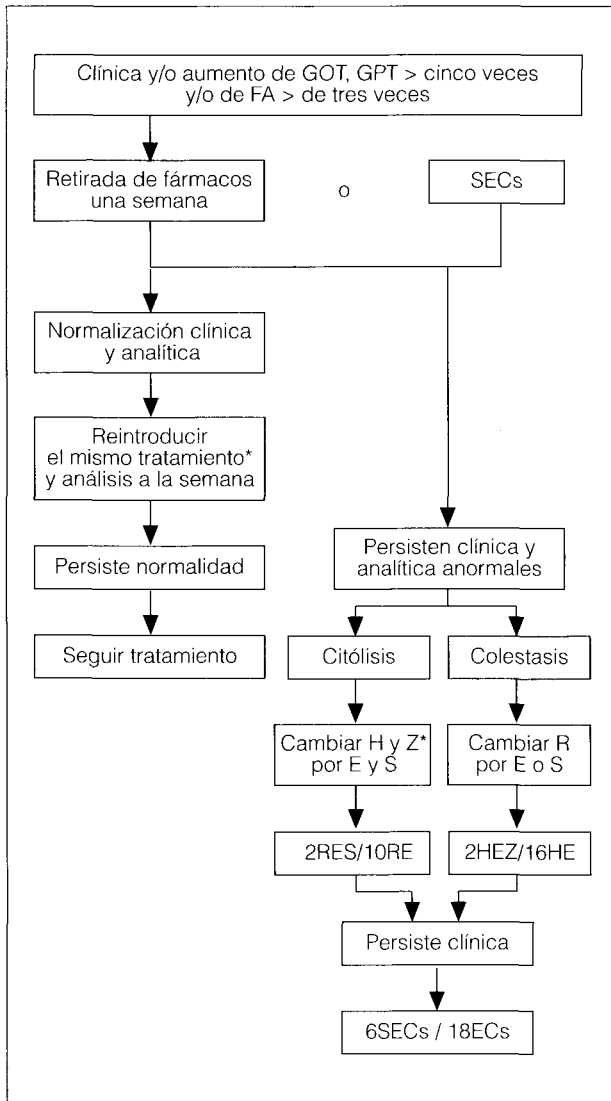 Clínica y/o aumento de GOT, GPT > cinco veces
y/o de FA > de tres veces
Retirada de fármacos
una semana
o
SECs
Normalización clínica
y analítica
Reintroducir
el mismo tratamiento*
y análisis a la semana
Persiste normalidad
Seguir tratamiento
Persisten clínica y
analítica anormales
Citólisis
Colestasis
Cambiar H y Z*
por E y S
Cambiar R
por E o S
2RES/10RE
2HEZ/16HE
Persiste clínica
6SECs / 18ECs